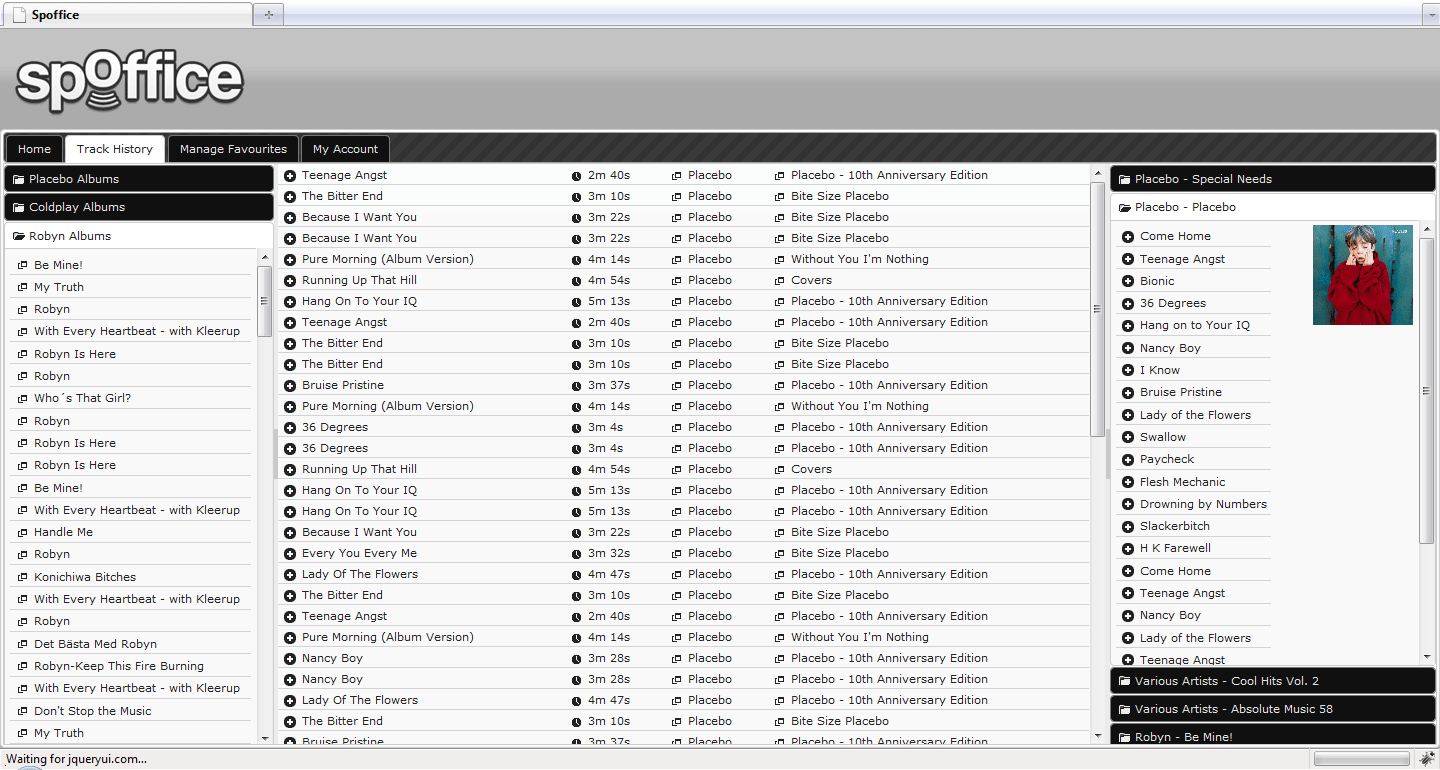 Spoffice
spoffice
Home Track History Manage Favourites My Account
Placebo Albums
Coldplay Albums
Robyn Albums
Be Mine!
My Truth
Robyn
With Every Heartbeat - with Kleerup
Robyn Is Here
Robyn
Who´s That Girl?
Robyn
Robyn Is Here
Robyn Is Here
Be Mine!
With Every Heartbeat - with Kleerup
Handle Me
Robyn
Konichiwa Bitches
With Every Heartbeat - with Kleerup
Robyn
Det Bästa Med Robyn
Robyn-Keep This Fire Burning
With Every Heartbeat - with Kleerup
Don't Stop the Music
My Truth
Teenage Angst 2m 40s Placebo Placebo - 10th Anniversary Edition
The Bitter End 3m 10s Placebo Bite Size Placebo
Because I Want You 3m 22s Placebo Bite Size Placebo
Because I Want You 3m 22s Placebo Bite Size Placebo
Pure Morning (Album Version) 4m 14s Placebo Without You I'm Nothing
Running Up That Hill 4m 54s Placebo Covers
Hang On To Your IQ 5m 13s Placebo Placebo - 10th Anniversary Edition
Teenage Angst 2m 40s Placebo Placebo - 10th Anniversary Edition
The Bitter End 3m 10s Placebo Bite Size Placebo
The Bitter End 3m 10s Placebo Bite Size Placebo
Bruise Pristine 3m 37s Placebo Placebo - 10th Anniversary Edition
Pure Morning (Album Version) 4m 14s Placebo Without You I'm Nothing
36 Degrees 3m 4s Placebo Placebo - 10th Anniversary Edition
36 Degrees 3m 4s Placebo Placebo - 10th Anniversary Edition
Running Up That Hill 4m 54s Placebo Covers
Hang On To Your IQ 5m 13s Placebo Placebo - 10th Anniversary Edition
Hang On To Your IQ 5m 13s Placebo Placebo - 10th Anniversary Edition
Because I Want You 3m 22s Placebo Bite Size Placebo
Every You Every Me 3m 32s Placebo Bite Size Placebo
Lady Of The Flowers 4m 47s Placebo Placebo - 10th Anniversary Edition
The Bitter End 3m 10s Placebo Bite Size Placebo
Teenage Angst 2m 40s Placebo Placebo - 10th Anniversary Edition
Pure Morning (Album Version) 4m 14s Placebo Without You I'm Nothing
Nancy Boy 3m 28s Placebo Placebo - 10th Anniversary Edition
Nancy Boy 3m 28s Placebo Placebo - 10th Anniversary Edition
Lady Of The Flowers 4m 47s Placebo Placebo - 10th Anniversary Edition
The Bitter End 3m 10s Placebo Bite Size Placebo
Bruise Pristine 3m 37s Placebo Placebo - 10th Anniversary Edition
Placebo - Special Needs
Placebo - Placebo
Come Home
Teenage Angst
Bionic
36 Degrees
Hang on to Your IQ
Nancy Boy
I Know
Bruise Pristine
Lady of the Flowers
Swallow
Paycheck
Flesh Mechanic
Drowning by Numbers
Slackerbitch
H K Farewell
Come Home
Teenage Angst
Nancy Boy
Lady of the Flowers
Teenage Angst
Various Artists - Cool Hits Vol. 2
Various Artists - Absolute Music 58
Robyn - Be Mine!
Waiting for jqueryui.com...